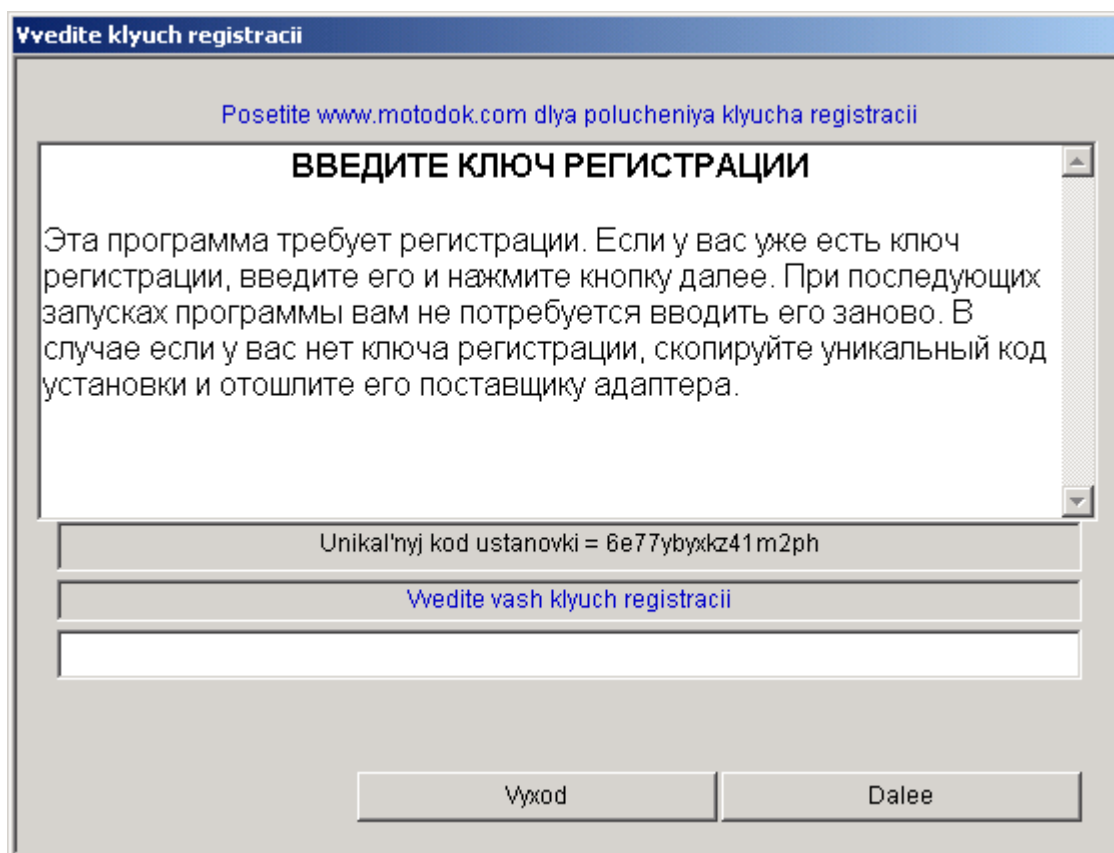 Vvedite klyuch registracii
Posetite www.motodok.com dlya polucheniya klyucha registracii
ВВЕДИТЕ КЛЮЧ РЕГИСТРАЦИИ
Эта программа требует регистрации. Если у вас уже есть ключ
регистрации, введите его и нажмите кнопку далее. При последующих
запусках программы вам не потребуется вводить его заново. В
случае если у вас нет ключа регистрации, скопируйте уникальный код
установки и отошлите его поставщику адаптера.
Unikal'nyj kod ustanovki = 6e77ybyxkz41m2ph
Vvedite vash klyuch registracii
Vyxod
Dalee